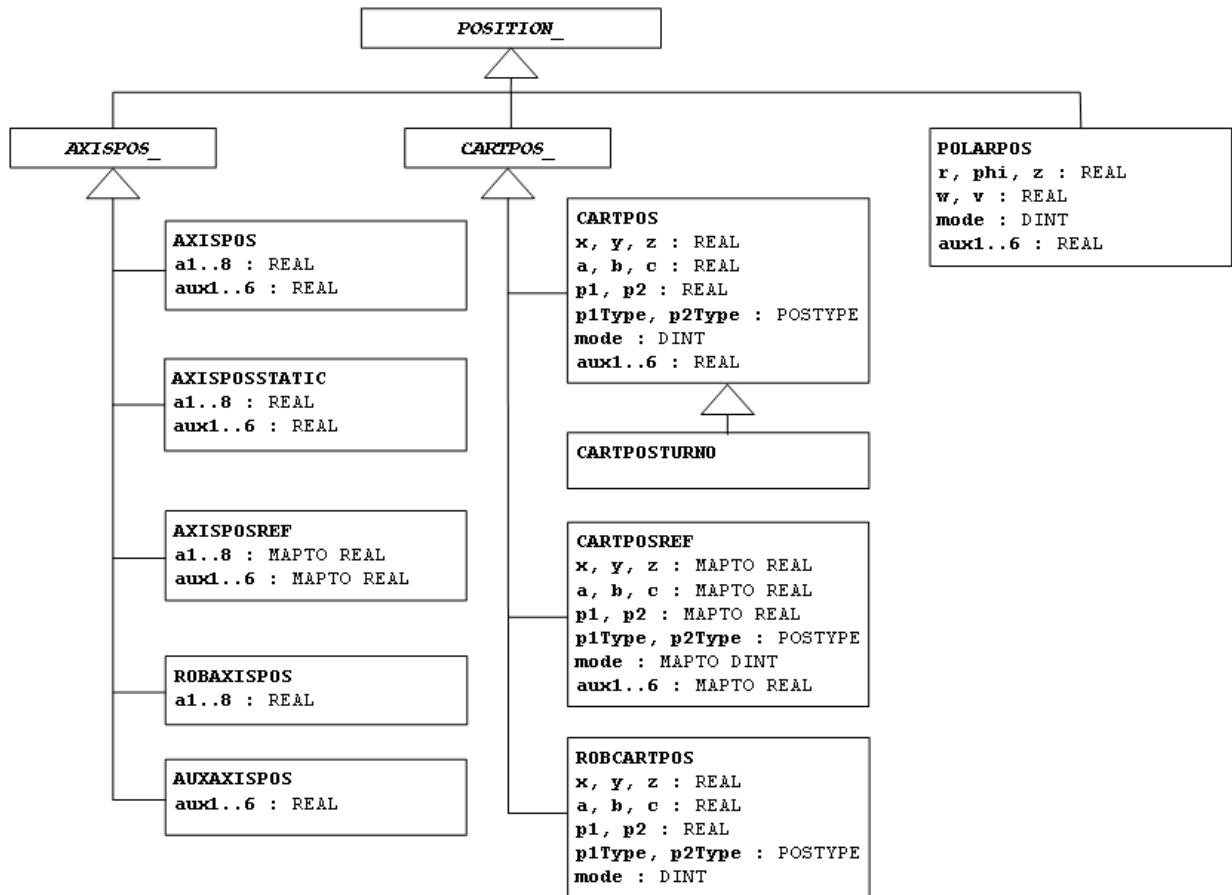 POSITION_
AXISPOS_
CARTPOS_
POLARPOS
r, phi, z : REAL
w, v : REAL
mode : DINT
aux1..6 : REAL
AXISPOS
a1..8 : REAL
aux1..6 : REAL
AXISPOSSTATIC
a1..8 : REAL
aux1..6 : REAL
AXISPOSREF
a1..8 : MAPTO REAL
aux1..6 : MAPTO REAL
ROBAXISPOS
a1..8 : REAL
AUXAXISPOS
aux1..6 : REAL
CARTPOS
x, y, z : REAL
a, b, c : REAL
p1, p2 : REAL
p1Type, p2Type : POSTYPE
mode : DINT
aux1..6 : REAL
CARTPOSTURNO
CARTPOSREF
x, y, z : MAPTO REAL
a, b, c : MAPTO REAL
p1, p2 : MAPTO REAL
p1Type, p2Type : POSTYPE
mode : MAPTO DINT
aux1..6 : MAPTO REAL
ROBCARTPOS
x, y, z : REAL
a, b, c : REAL
p1, p2 : REAL
p1Type, p2Type : POSTYPE
mode : DINT